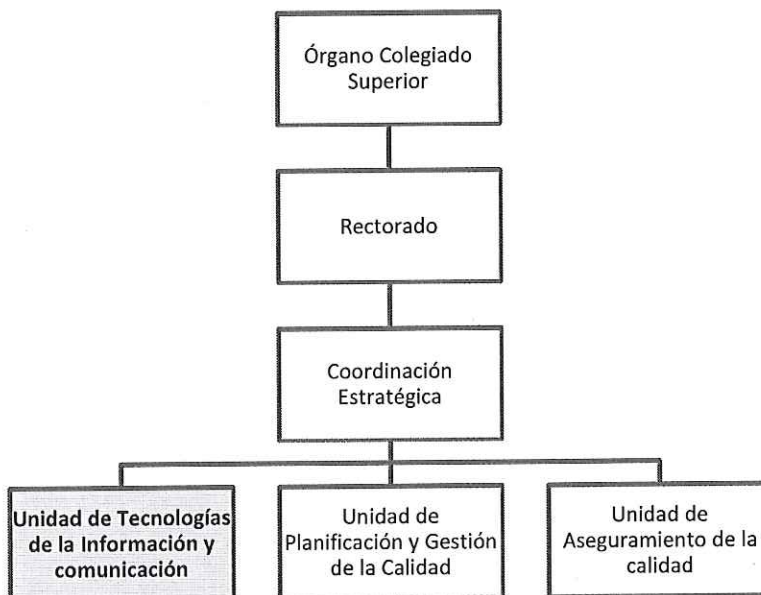 Órgano Colegiado
Superior
Rectorado
Coordinación
Estratégica
Unidad de Tecnologías
de la Información y
comunicación
Unidad de
Planificación y Gestión
de la Calidad
Unidad de
Aseguramiento de la
calidad